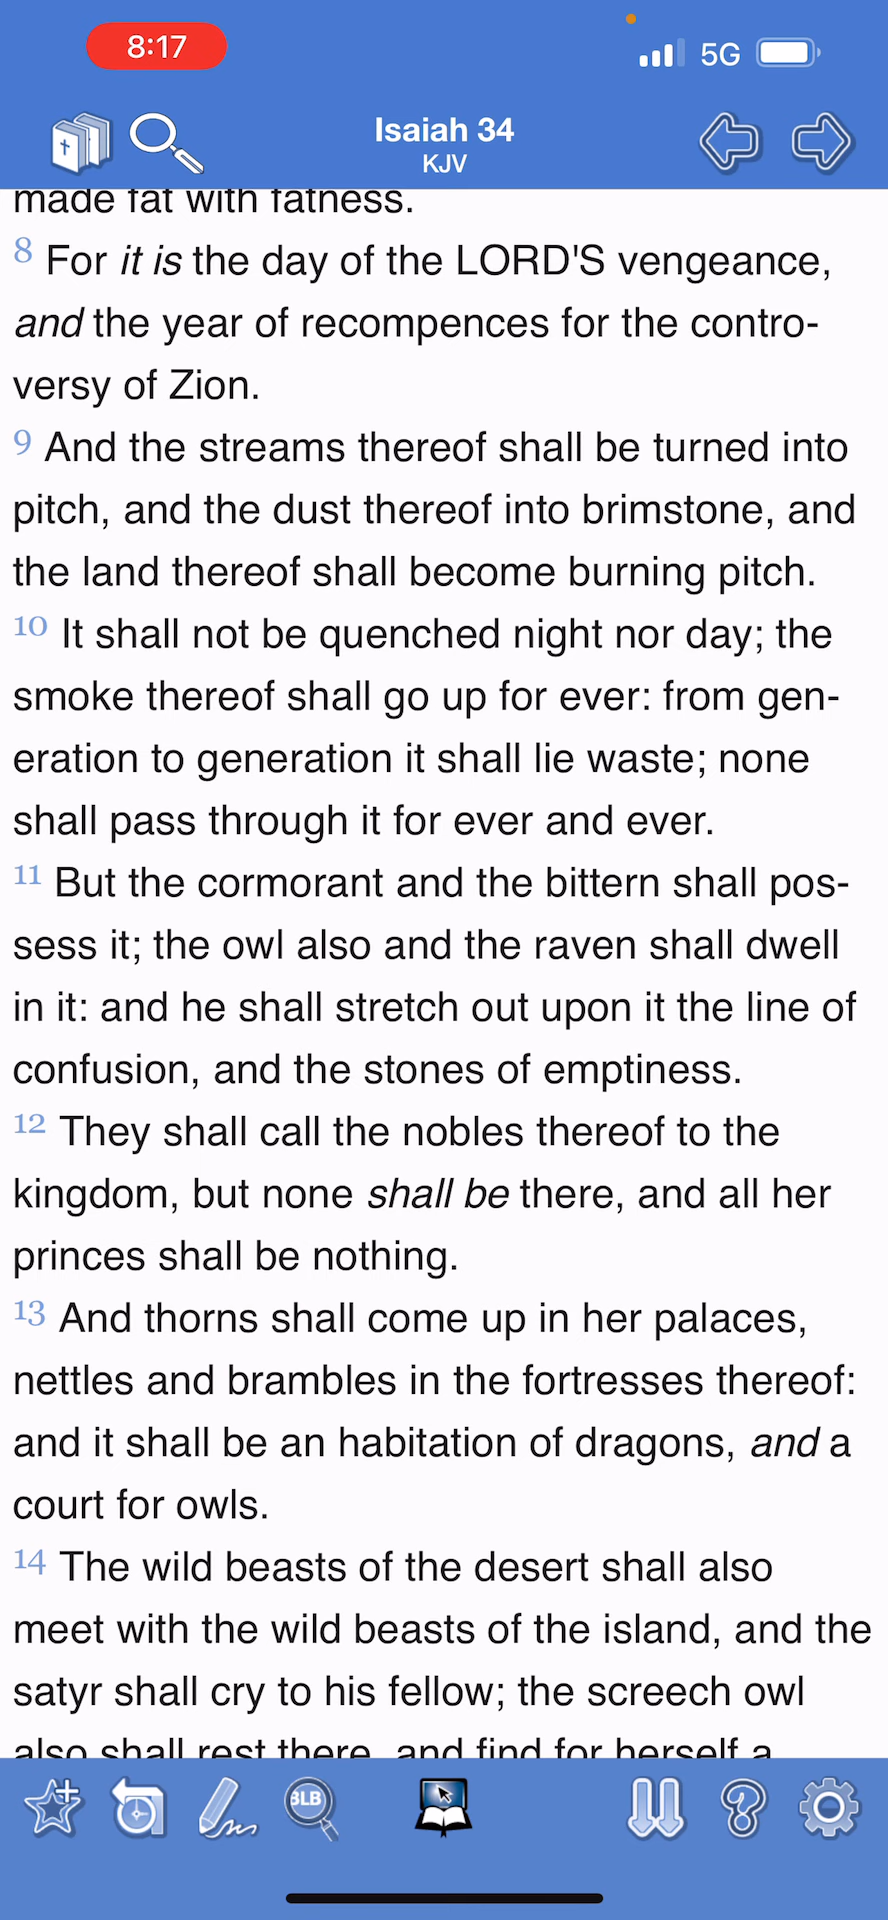 8:17
5G
Isaiah 34
KJV
made fat with fatness.
8 For it is the day of the LORD'S vengeance,
and the year of recompences for the contro-
versy of Zion.
9 And the streams thereof shall be turned into
pitch, and the dust thereof into brimstone, and
the land thereof shall become burning pitch.
10 It shall not be quenched night nor day; the
smoke thereof shall go up for ever: from gen-
eration to generation it shall lie waste; none
shall pass through it for ever and ever.
11 But the cormorant and the bittern shall pos-
sess it; the owl also and the raven shall dwell
in it: and he shall stretch out upon it the line of
confusion, and the stones of emptiness.
12 They shall call the nobles thereof to the
kingdom, but none shall be there, and all her
princes shall be nothing.
13 And thorns shall come up in her palaces,
nettles and brambles in the fortresses thereof:
and it shall be an habitation of dragons, and a
court for owls.
14 The wild beasts of the desert shall also
meet with the wild beasts of the island, and the
satyr shall cry to his fellow; the screech owl
also shall rest there, and find for herself a
BLB